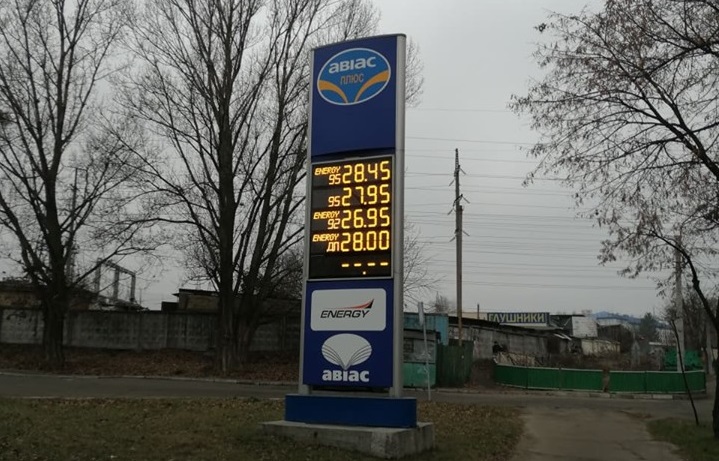 авіас
плюс
ENERGY 95 28.45
95 27.95
ENERGY 92 26.95
ENERGY ДП 28.00
--.--
ENERGY
авіас
ГЛУШНИКИ